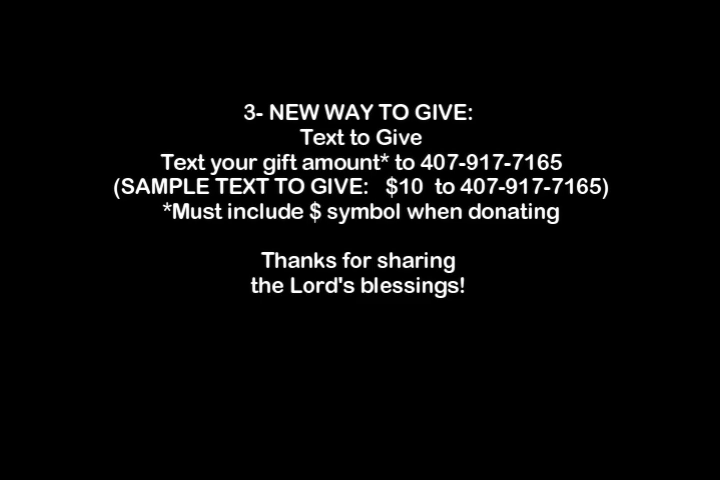 3- NEW WAY TO GIVE:
Text to Give
Text your gift amount* to 407-917-7165
(SAMPLE TEXT TO GIVE:   $10  to 407-917-7165)
*Must include $ symbol when donating
Thanks for sharing
the Lord's blessings!